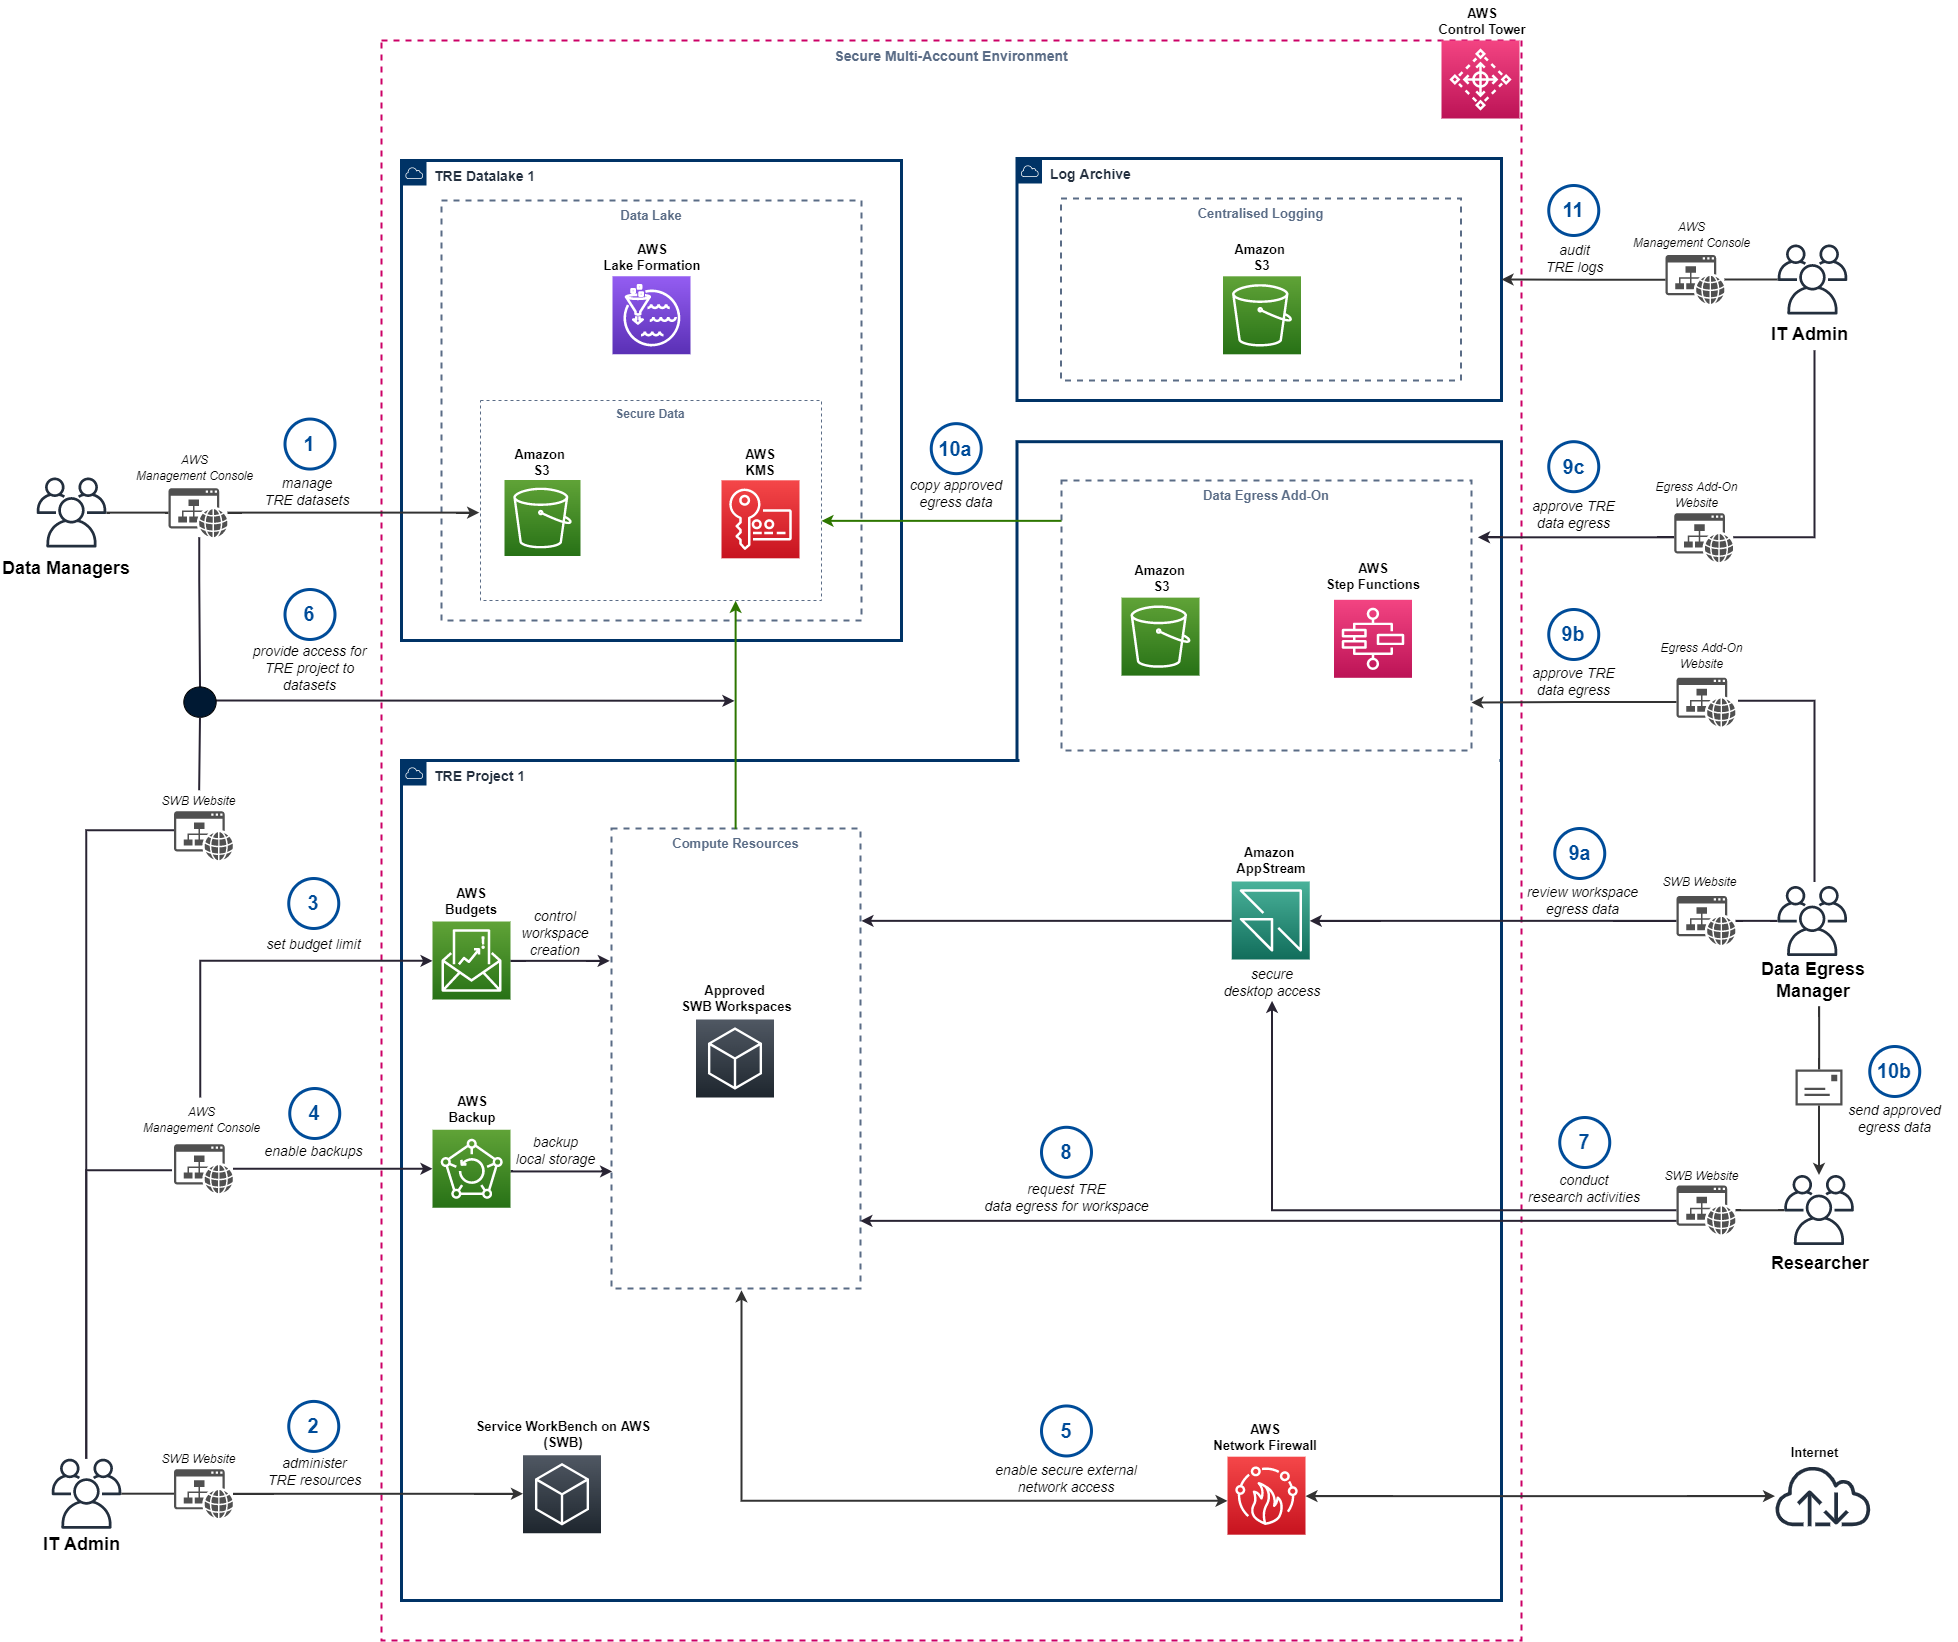 AWS
Control Tower
Secure Multi-Account Environment
TRE Datalake 1
Data Lake
AWS
Lake Formation
Secure Data
Amazon
S3
AWS
KMS
Log Archive
Centralised Logging
Amazon
S3
11
audit
TRE logs
AWS
Management Console
IT Admin
1
manage
TRE datasets
AWS
Management Console
Data Managers
10a
copy approved
egress data
Data Egress Add-On
Amazon
S3
AWS
Step Functions
9c
approve TRE
data egress
Egress Add-On
Website
6
provide access for
TRE project to
datasets
9b
approve TRE
data egress
Egress Add-On
Website
SWB Website
TRE Project 1
Compute Resources
3
set budget limit
AWS
Budgets
control
workspace
creation
Approved
SWB Workspaces
Amazon
AppStream
secure
desktop access
9a
review workspace
egress data
SWB Website
Data Egress
Manager
10b
send approved
egress data
AWS
Management Console
4
enable backups
AWS
Backup
backup
local storage
8
request TRE
data egress for workspace
7
conduct
research activities
SWB Website
Researcher
2
administer
TRE resources
SWB Website
IT Admin
Service WorkBench on AWS
(SWB)
5
enable secure external
network access
AWS
Network Firewall
Internet